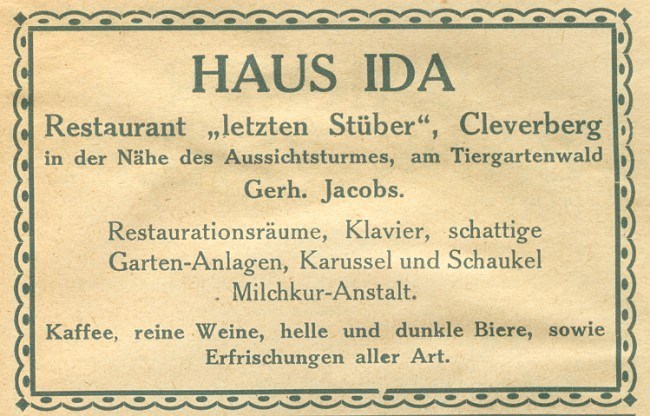 HAUS IDA
Restaurant „letzten Stüber“, Cleverberg
in der Nähe des Aussichtsturmes, am Tiergartenwald
Gerh. Jacobs.
Restaurationsräume, Klavier, schattige
Garten-Anlagen, Karussel und Schaukel
Milchkur-Anstalt.
Kaffee, reine Weine, helle und dunkle Biere, sowie
Erfrischungen aller Art.